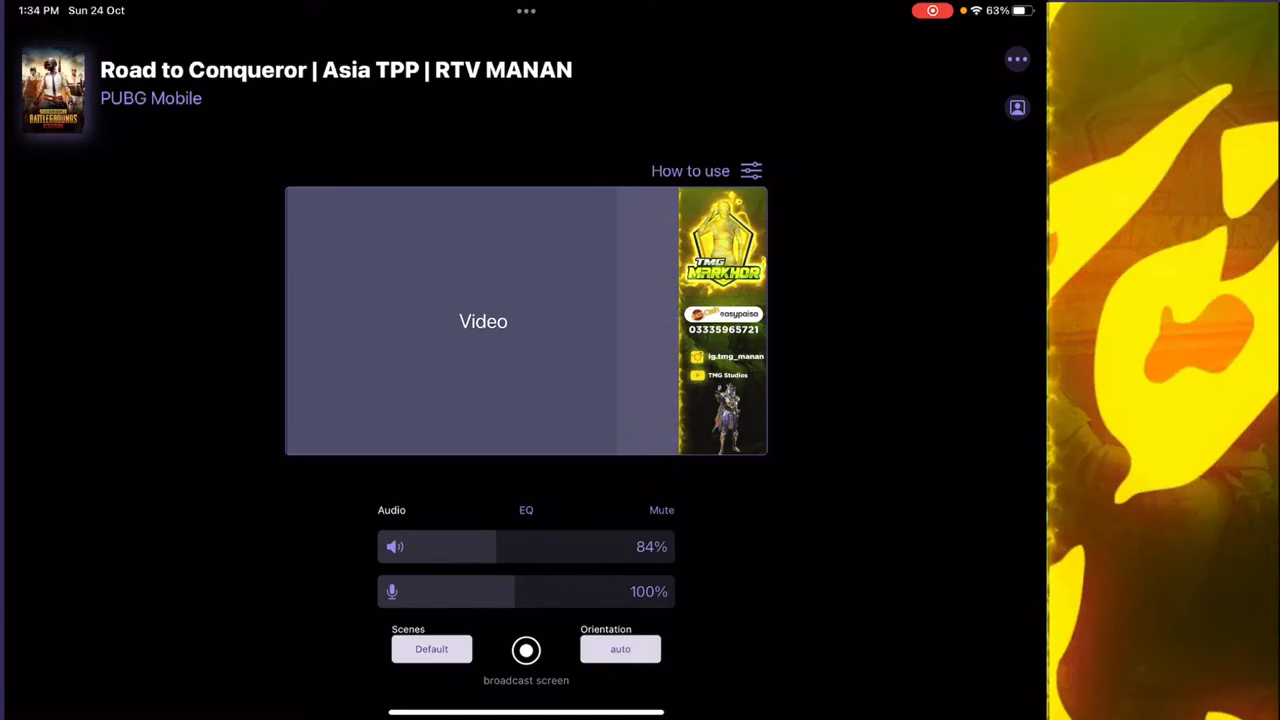 1:34 PM Sun 24 Oct
63%
Road to Conqueror | Asia TPP | RTV MANAN
PUBG Mobile
BATTLEGROUNDS
How to use
Video
TMG
MARKHOR
easypaisa
03335965721
ig.tmg_manan
TMG Studios
Audio EQ Mute
84%
100%
Scenes Orientation
Default auto
broadcast screen